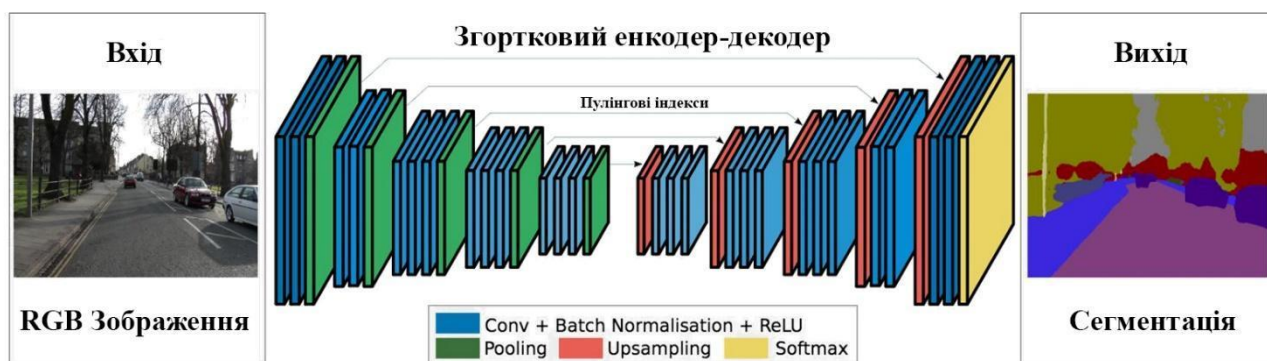 Вхід
RGB Зображення
Згортковий енкодер-декодер
Пулінгові індекси
Conv + Batch Normalisation + ReLU
Pooling
Upsampling
Softmax
Вихід
Сегментація